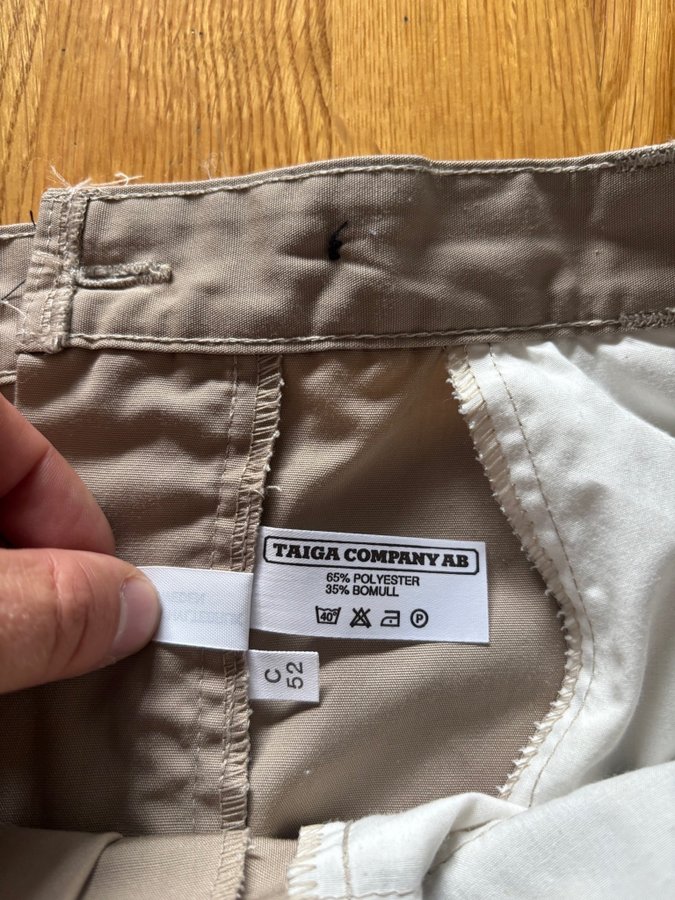 TAIGA COMPANY AB
65% POLYESTER
35% BOMULL
40° P
C
52